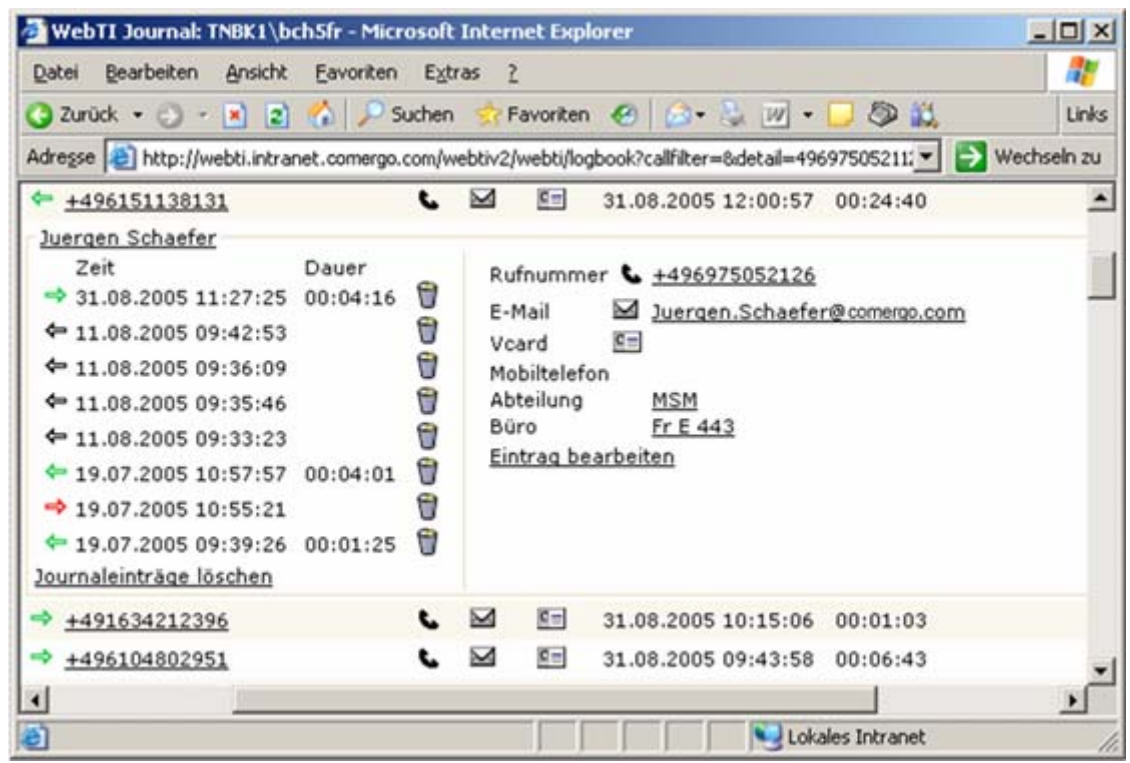 WebTI Journal: TNBK1\bch5fr - Microsoft Internet Explorer
Datei Bearbeiten Ansicht Favoriten Extras ?
Zurück Suchen Favoriten W Links
Adresse http://webti.intranet.comergo.com/webtiv2/webti/logbook?callfilter=&detail=49697505211 Wechseln zu
+496151138131 31.08.2005 12:00:57 00:24:40
Juergen Schaefer
Zeit Dauer
31.08.2005 11:27:25 00:04:16
11.08.2005 09:42:53
11.08.2005 09:36:09
11.08.2005 09:35:46
11.08.2005 09:33:23
19.07.2005 10:57:57 00:04:01
19.07.2005 10:55:21
19.07.2005 09:39:26 00:01:25
Journaleinträge löschen
Rufnummer +496975052126
E-Mail Juergen.Schaefer@comergo.com
Vcard
Mobiltelefon
Abteilung MSM
Büro Fr E 443
Eintrag bearbeiten
+491634212396 31.08.2005 10:15:06 00:01:03
+496104802951 31.08.2005 09:43:58 00:06:43
Lokales Intranet